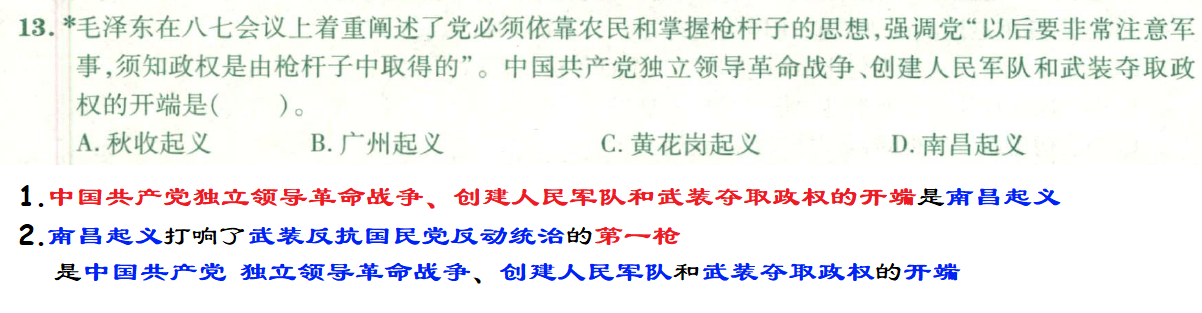 13.*毛泽东在八七会议上着重阐述了党必须依靠农民和掌握枪杆子的思想,强调党“以后要非常注意军
事,须知政权是由枪杆子中取得的”。中国共产党独立领导革命战争、创建人民军队和武装夺取政
权的开端是(　　)。
A. 秋收起义 B. 广州起义 C. 黄花岗起义 D. 南昌起义
1.中国共产党独立领导革命战争、创建人民军队和武装夺取政权的开端是南昌起义
2.南昌起义打响了武装反抗国民党反动统治的第一枪
是中国共产党 独立领导革命战争、创建人民军队和武装夺取政权的开端